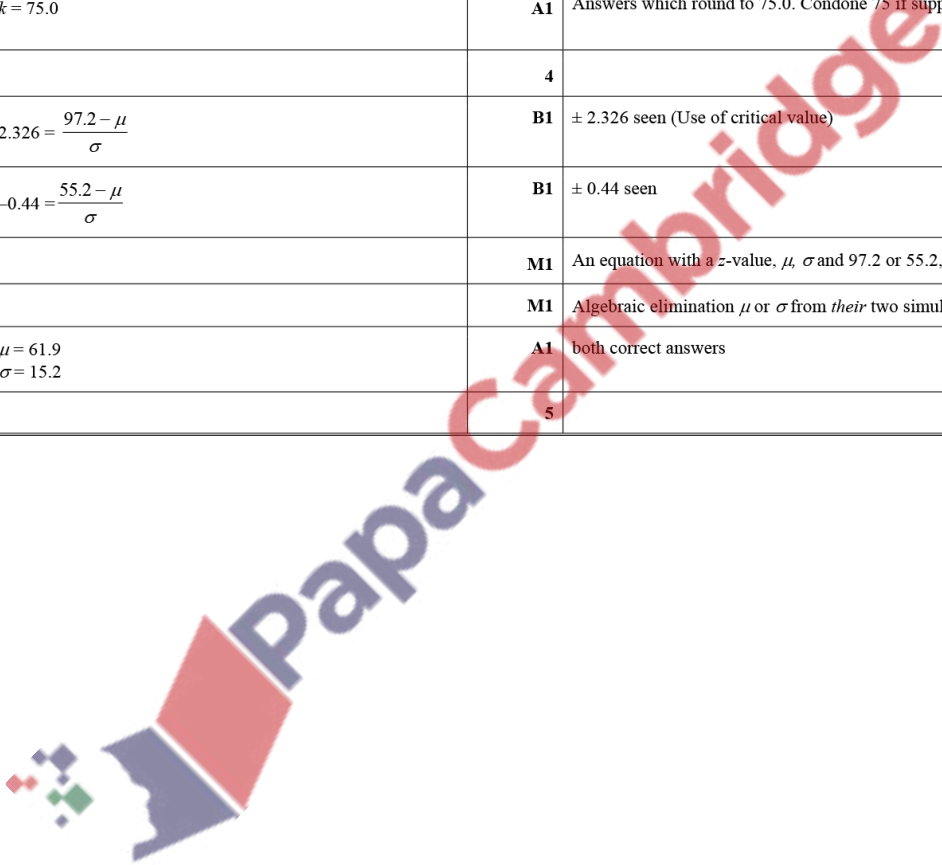 k = 75.0 A1 Answers which round to 75.0. Condone 75 if
4
2.326 = (97.2 − μ)/σ B1 ± 2.326 seen (Use of critical value)
–0.44 = (55.2 − μ)/σ B1 ± 0.44 seen
M1 An equation with a z-value, μ, σ and 97.2 or 55.2,
M1 Algebraic elimination μ or σ from their two
μ = 61.9 A1 both correct answers
σ = 15.2
5
PapaCambridge